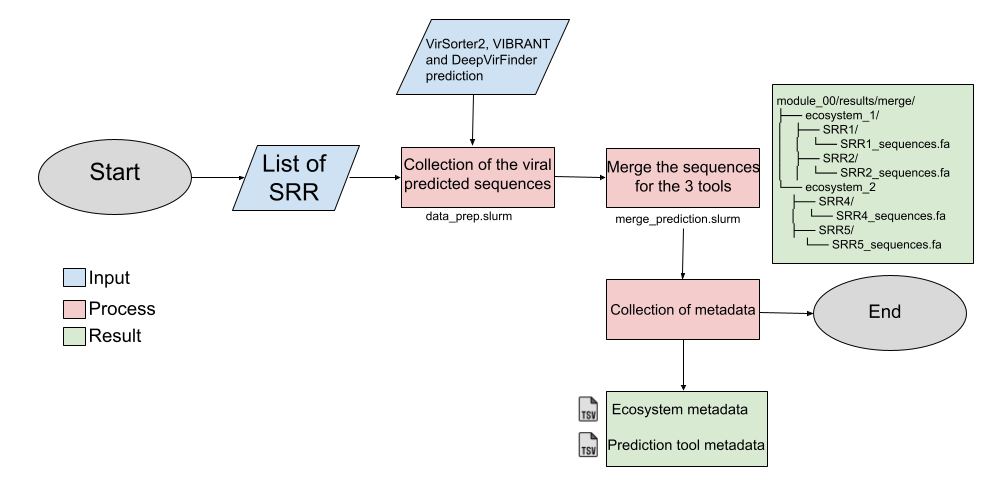 VirSorter2, VIBRANT
and DeepVirFinder
prediction
Start
List of
SRR
Collection of the viral
predicted sequences
data_prep.slurm
Merge the sequences
for the 3 tools
merge_prediction.slurm
module_00/results/merge/
├── ecosystem_1/
│   ├── SRR1/
│   │   └── SRR1_sequences.fa
│   ├── SRR2/
│   │   └── SRR2_sequences.fa
└── ecosystem_2
├── SRR4/
│   └── SRR4_sequences.fa
├── SRR5/
└── SRR5_sequences.fa
Input
Process
Result
Collection of metadata
End
TSV
Ecosystem metadata
TSV
Prediction tool metadata